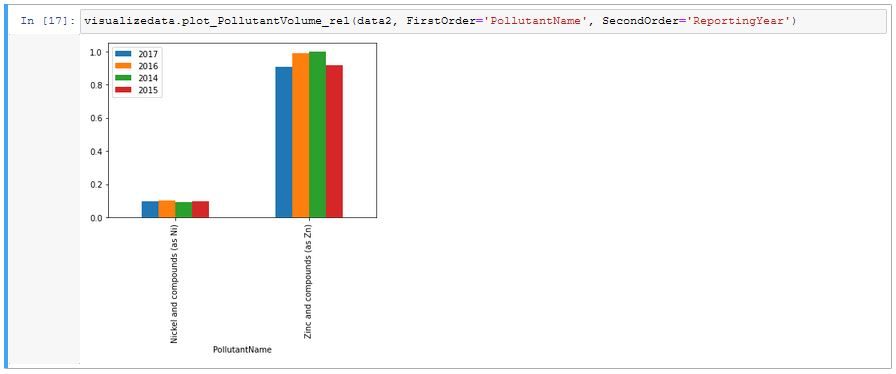 In [17]: visualizedata.plot_PollutantVolume_rel(data2, FirstOrder='PollutantName', SecondOrder='ReportingYear')
1.0
0.8
0.6
0.4
0.2
0.0
2017
2016
2014
2015
Nickel and compounds (as Ni)
Zinc and compounds (as Zn)
PollutantName